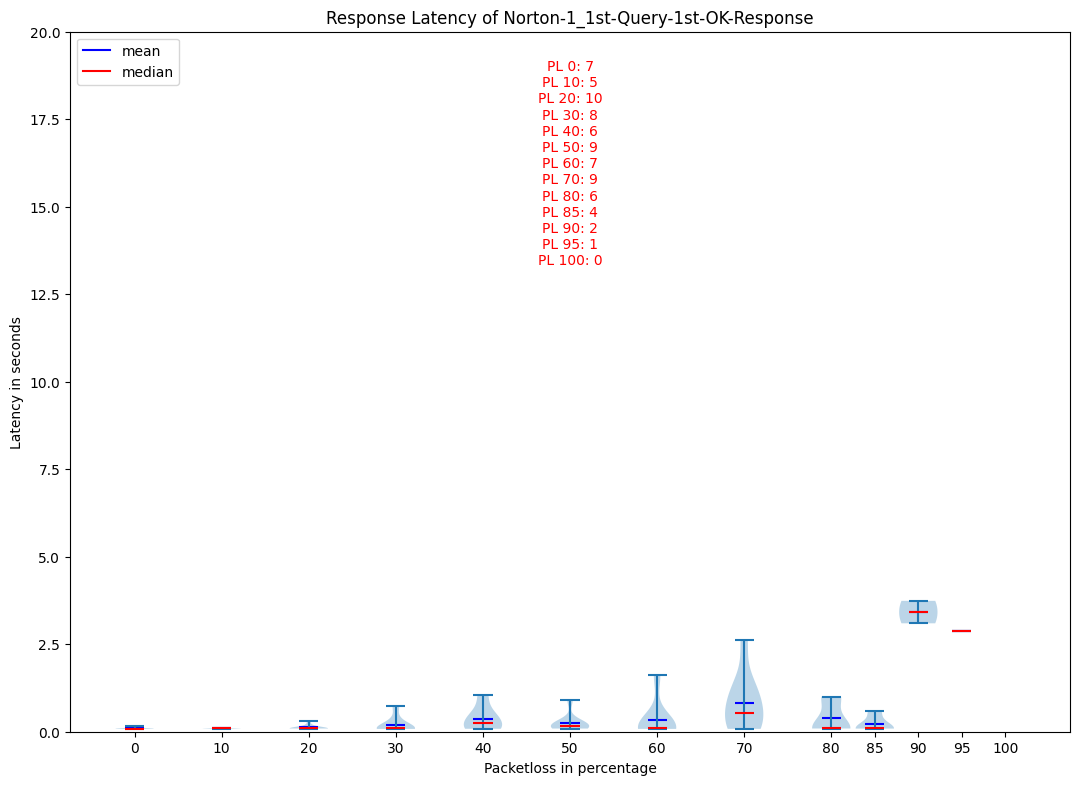 Response Latency of Norton-1_1st-Query-1st-OK-Response
20.0
17.5
15.0
12.5
10.0
7.5
5.0
2.5
0.0
Latency in seconds
mean
median
PL 0: 7
PL 10: 5
PL 20: 10
PL 30: 8
PL 40: 6
PL 50: 9
PL 60: 7
PL 70: 9
PL 80: 6
PL 85: 4
PL 90: 2
PL 95: 1
PL 100: 0
0 10 20 30 40 50 60 70 80 85 90 95 100
Packetloss in percentage